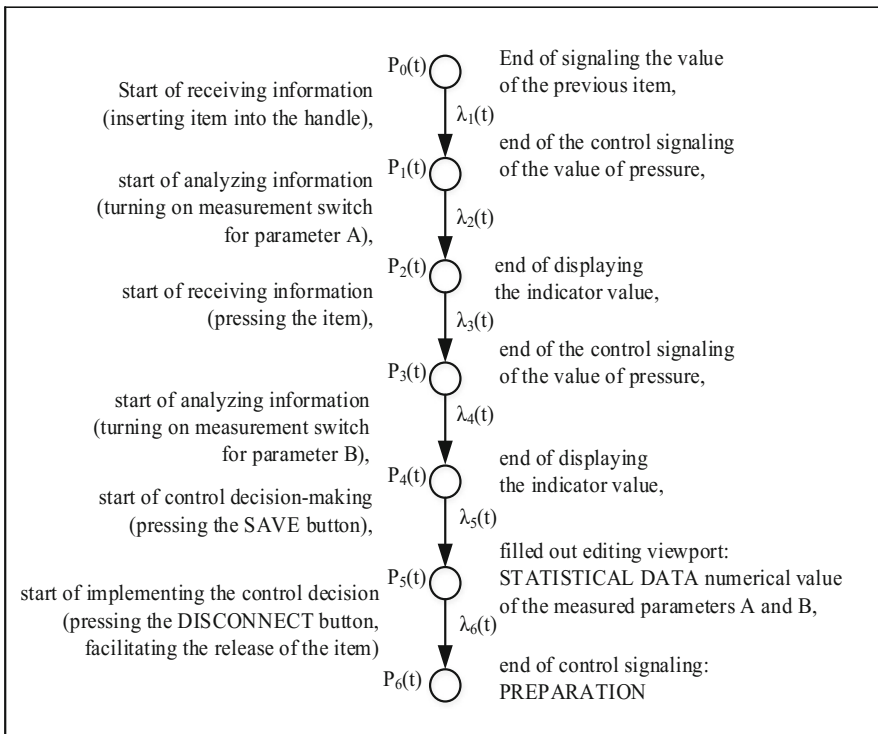 P₀(t)
End of signaling the value
of the previous item,
Start of receiving information
(inserting item into the handle),
λ₁(t)
end of the control signaling
of the value of pressure,
P₁(t)
start of analyzing information
(turning on measurement switch
for parameter A),
λ₂(t)
P₂(t)
end of displaying
the indicator value,
start of receiving information
(pressing the item),
λ₃(t)
end of the control signaling
of the value of pressure,
P₃(t)
start of analyzing information
(turning on measurement switch
for parameter B),
λ₄(t)
P₄(t)
end of displaying
the indicator value,
start of control decision-making
(pressing the SAVE button),
λ₅(t)
filled out editing viewport:
STATISTICAL DATA numerical value
of the measured parameters A and B,
P₅(t)
start of implementing the control decision
(pressing the DISCONNECT button,
facilitating the release of the item)
λ₆(t)
P₆(t)
end of control signaling:
PREPARATION